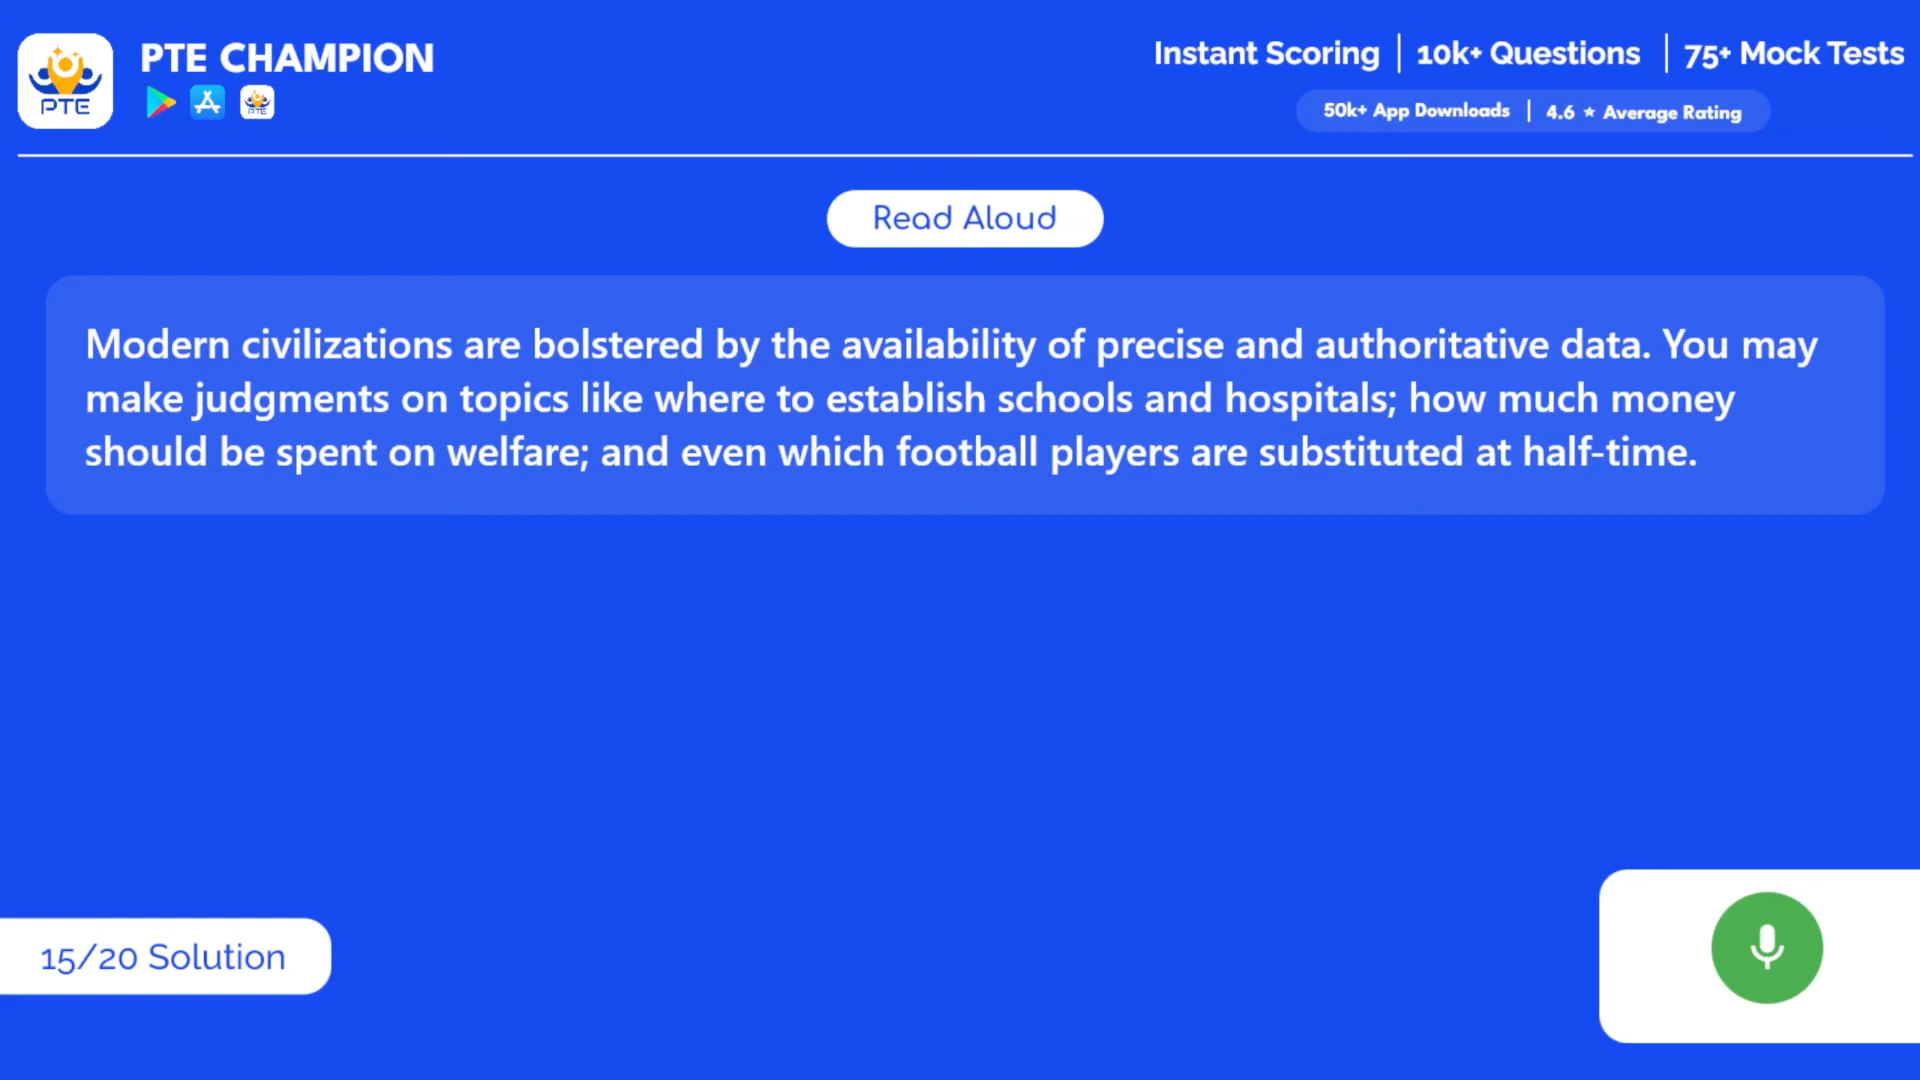 PTE CHAMPION
PTE
PTE
Instant Scoring | 10k+ Questions | 75+ Mock Tests
50k+ App Downloads | 4.6 ★ Average Rating
Read Aloud
Modern civilizations are bolstered by the availability of precise and authoritative data. You may
make judgments on topics like where to establish schools and hospitals; how much money
should be spent on welfare; and even which football players are substituted at half-time.
15/20 Solution